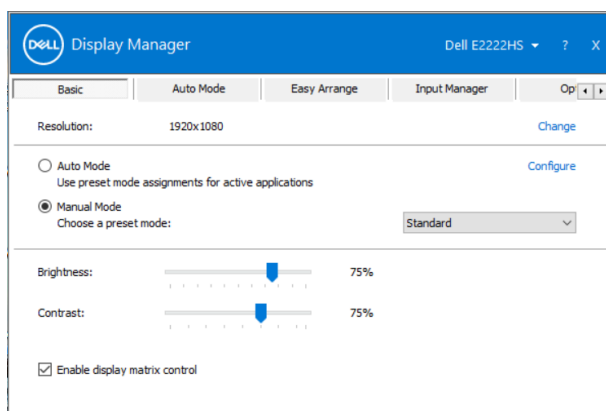 DELL Display Manager Dell E2222HS ? X
Basic Auto Mode Easy Arrange Input Manager Op
Resolution: 1920x1080 Change
Auto Mode Configure
Use preset mode assignments for active applications
Manual Mode
Choose a preset mode: Standard
Brightness: 75%
Contrast: 75%
Enable display matrix control